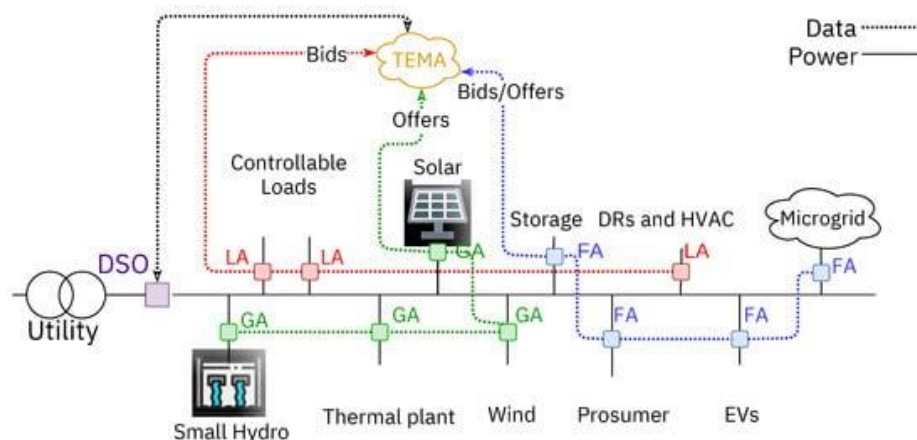 Data
Power
TEMA
Bids
Bids/Offers
Offers
Controllable
Loads
Solar
Storage
DRs and HVAC
Microgrid
DSO
LA
LA
GA
FA
LA
FA
Utility
GA
GA
GA
FA
FA
Small Hydro
Thermal plant
Wind
Prosumer
EVs